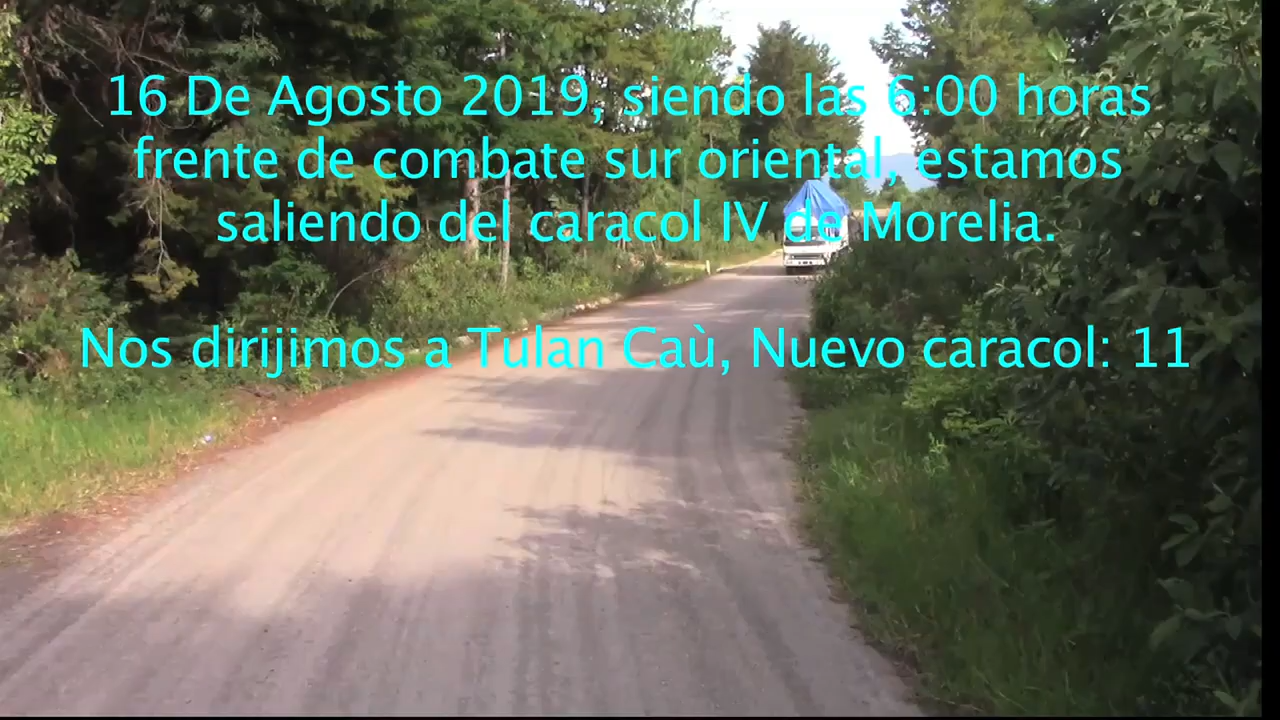 16 De Agosto 2019, siendo las 6:00 horas
frente de combate sur oriental, estamos
saliendo del caracol IV de Morelia.
Nos dirijimos a Tulan Caù, Nuevo caracol: 11